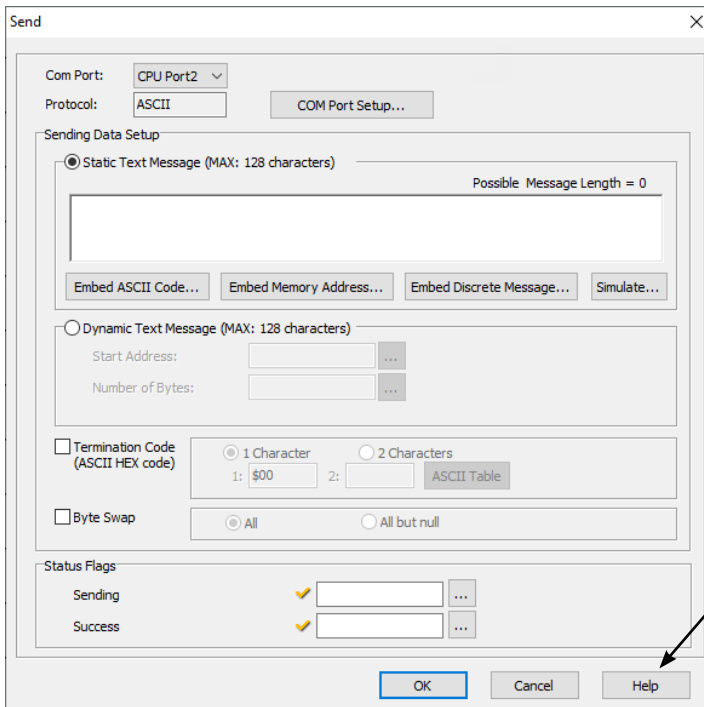 Send
Com Port: CPU Port2
Protocol: ASCII COM Port Setup...
Sending Data Setup
Static Text Message (MAX: 128 characters)
Possible Message Length = 0
Embed ASCII Code... Embed Memory Address... Embed Discrete Message... Simulate...
Dynamic Text Message (MAX: 128 characters)
Start Address: ...
Number of Bytes: ...
Termination Code 1 Character 2 Characters
(ASCII HEX code) 1: $00 2: ASCII Table
Byte Swap All All but null
Status Flags
Sending ...
Success ...
OK Cancel Help